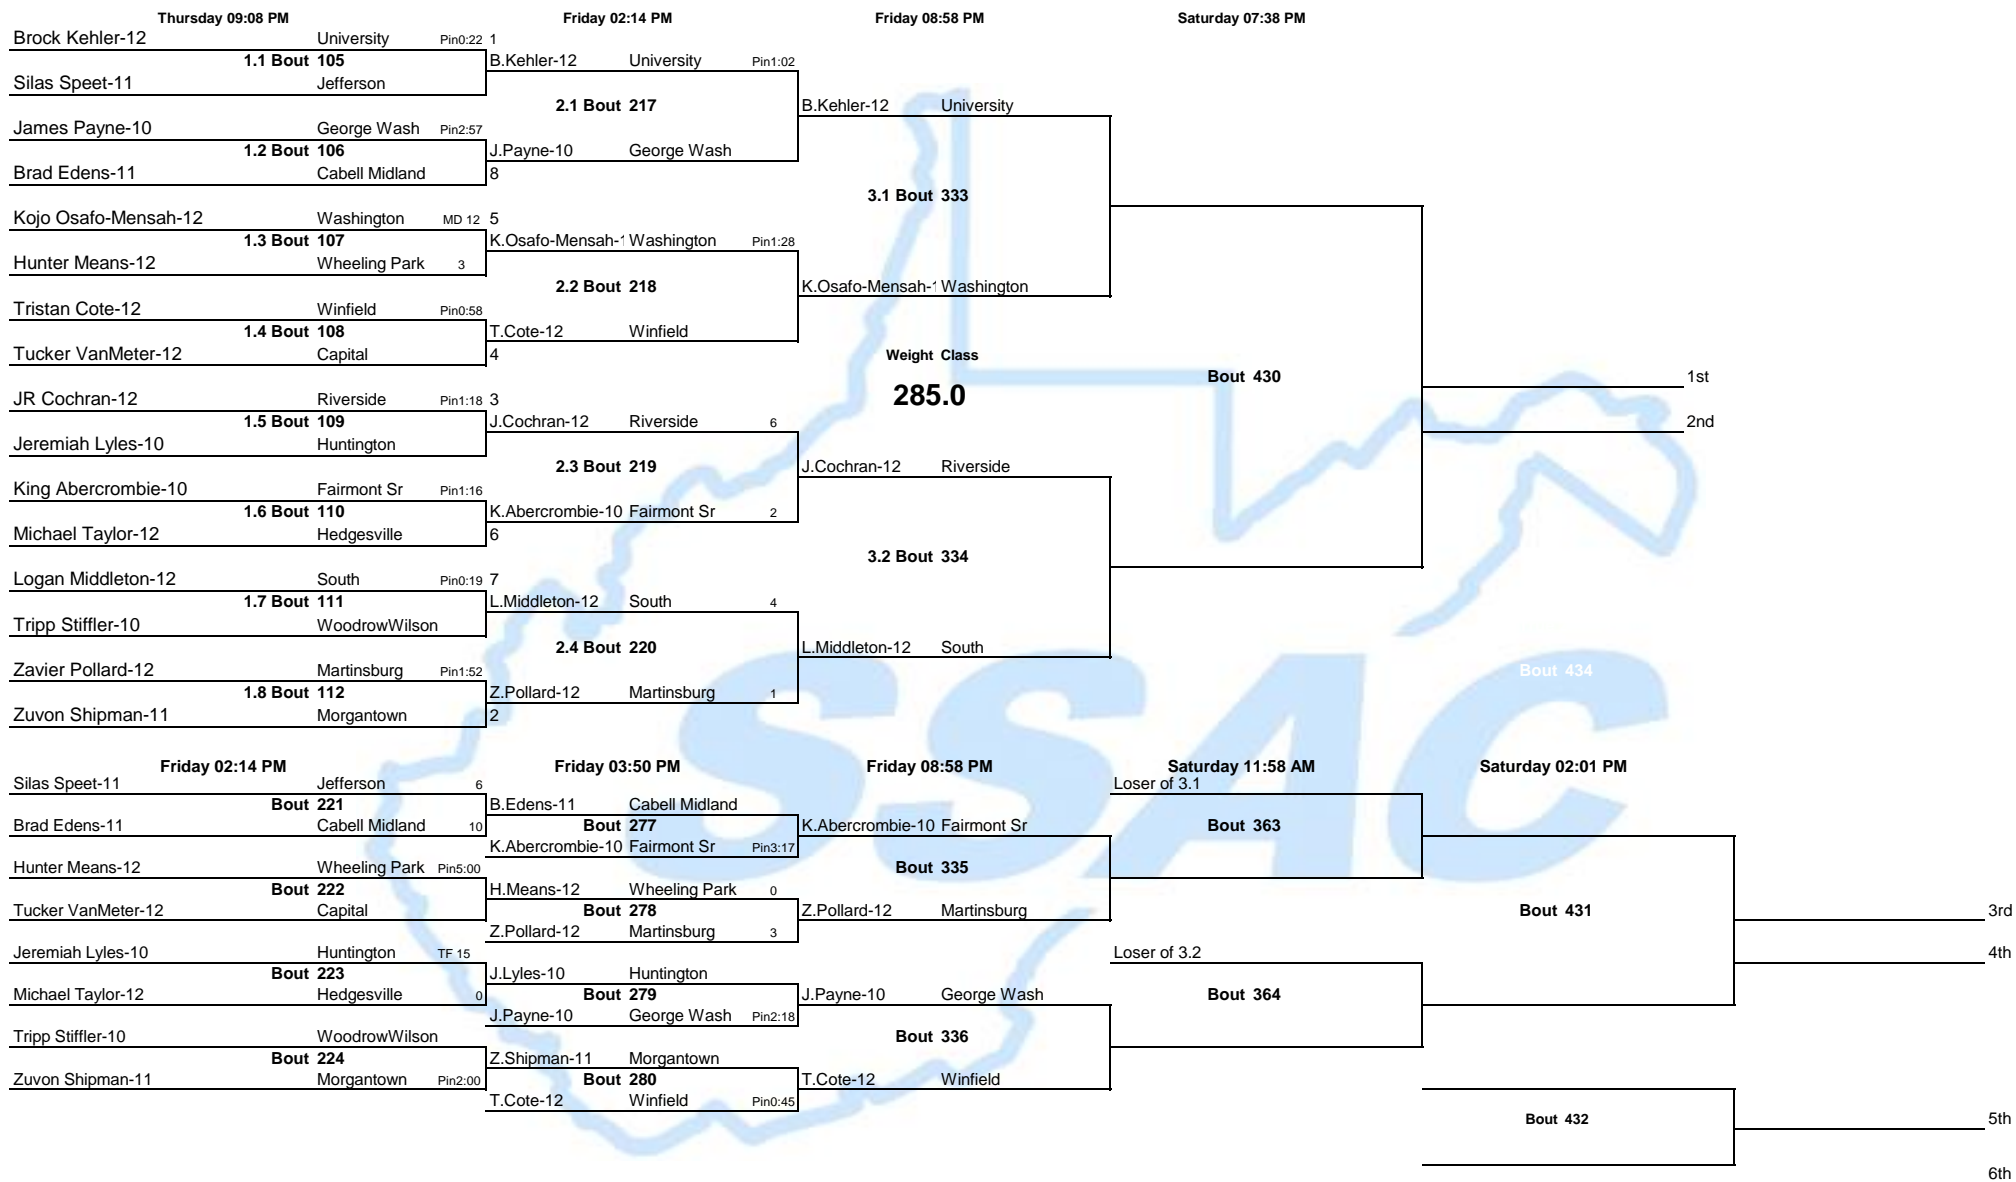 Thursday 09:08 PM Friday 02:14 PM Friday 08:58 PM Saturday 07:38 PM
Brock Kehler-12 University Pin0:22 1
1.1 Bout 105 B.Kehler-12 University Pin1:02
Silas Speet-11 Jefferson
2.1 Bout 217 B.Kehler-12 University
James Payne-10 George Wash Pin2:57
1.2 Bout 106 J.Payne-10 George Wash
Brad Edens-11 Cabell Midland 8
3.1 Bout 333
Kojo Osafo-Mensah-12 Washington MD 12 5
1.3 Bout 107 K.Osafo-Mensah-1 Washington Pin1:28
Hunter Means-12 Wheeling Park 3
2.2 Bout 218 K.Osafo-Mensah-1 Washington
Tristan Cote-12 Winfield Pin0:58
1.4 Bout 108 T.Cote-12 Winfield
Tucker VanMeter-12 Capital 4 Weight Class
Bout 430 1st
JR Cochran-12 Riverside Pin1:18 3 285.0
1.5 Bout 109 J.Cochran-12 Riverside 6 2nd
Jeremiah Lyles-10 Huntington
2.3 Bout 219 J.Cochran-12 Riverside
King Abercrombie-10 Fairmont Sr Pin1:16
1.6 Bout 110 K.Abercrombie-10 Fairmont Sr 2
Michael Taylor-12 Hedgesville 6
3.2 Bout 334
Logan Middleton-12 South Pin0:19 7
1.7 Bout 111 L.Middleton-12 South 4
Tripp Stiffler-10 WoodrowWilson
2.4 Bout 220 L.Middleton-12 South
Zavier Pollard-12 Martinsburg Pin1:52 Bout 434
1.8 Bout 112 Z.Pollard-12 Martinsburg 1
Zuvon Shipman-11 Morgantown 2
SSAC
Friday 02:14 PM Friday 03:50 PM Friday 08:58 PM Saturday 11:58 AM Saturday 02:01 PM
Silas Speet-11 Jefferson 6 Loser of 3.1
Bout 221 B.Edens-11 Cabell Midland
Brad Edens-11 Cabell Midland 10 Bout 277 K.Abercrombie-10 Fairmont Sr Bout 363
K.Abercrombie-10 Fairmont Sr Pin3:17
Hunter Means-12 Wheeling Park Pin5:00 Bout 335
Bout 222 H.Means-12 Wheeling Park 0
Tucker VanMeter-12 Capital Bout 278 Z.Pollard-12 Martinsburg Bout 431 3rd
Z.Pollard-12 Martinsburg 3
Jeremiah Lyles-10 Huntington TF 15 Loser of 3.2 4th
Bout 223 J.Lyles-10 Huntington
Michael Taylor-12 Hedgesville 0 Bout 279 J.Payne-10 George Wash Bout 364
J.Payne-10 George Wash Pin2:18
Tripp Stiffler-10 WoodrowWilson Bout 336
Bout 224 Z.Shipman-11 Morgantown
Zuvon Shipman-11 Morgantown Pin2:00 Bout 280 T.Cote-12 Winfield
T.Cote-12 Winfield Pin0:45
Bout 432 5th
6th